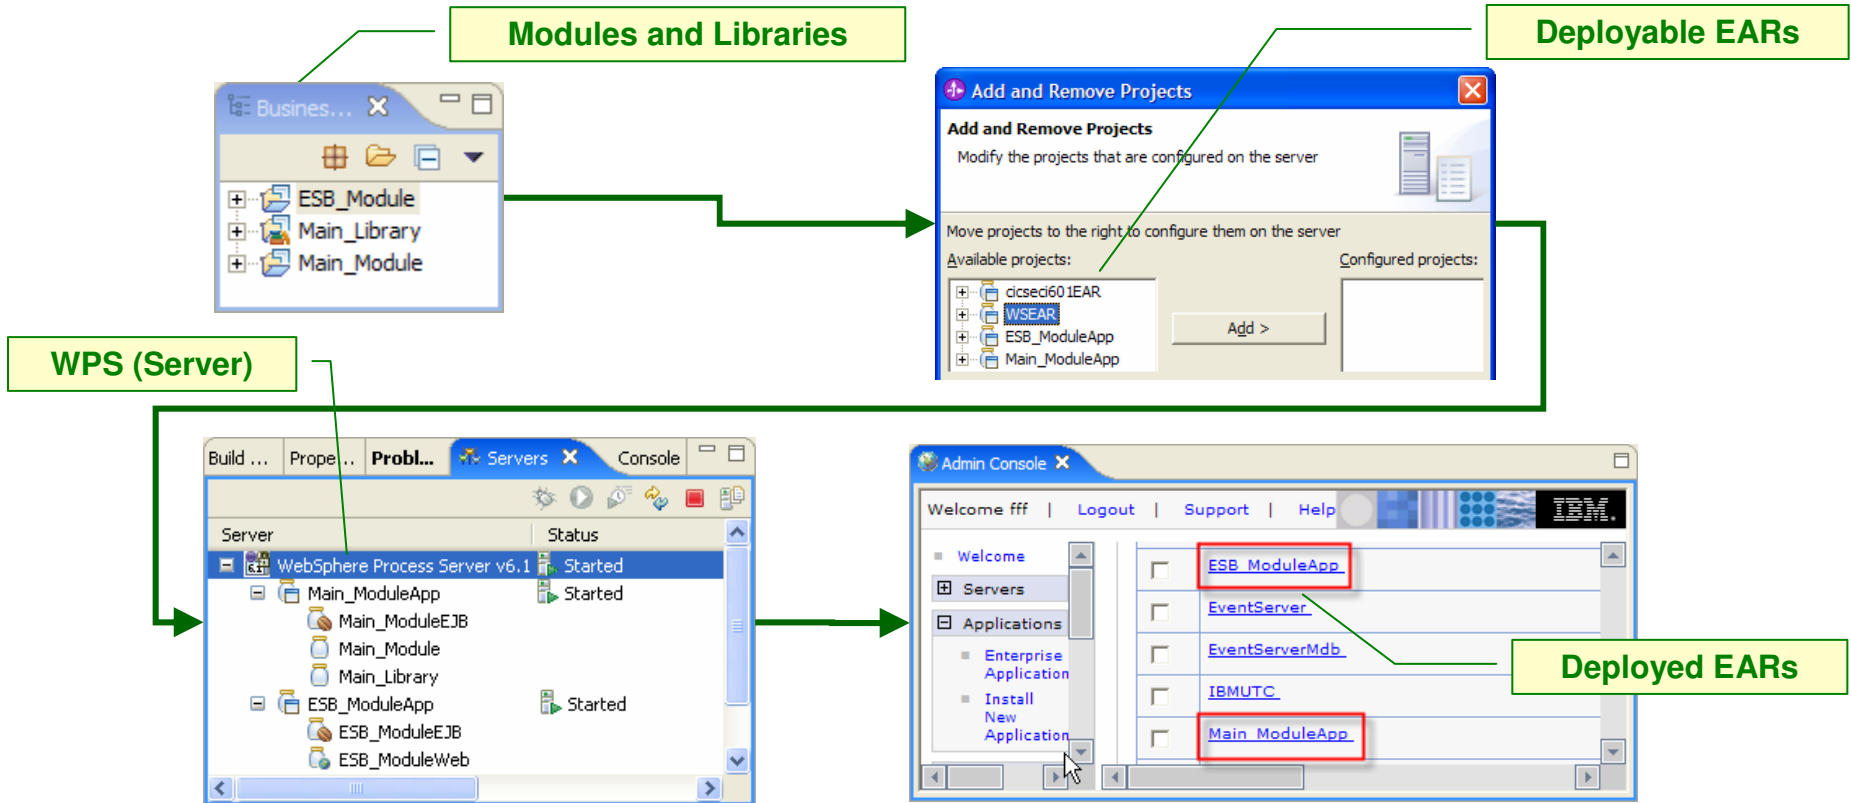 Modules and Libraries
Deployable EARs
Busines...
ESB_Module
Main_Library
Main_Module
Add and Remove Projects
Add and Remove Projects
Modify the projects that are configured on the server
Move projects to the right to configure them on the server
Available projects:
Configured projects:
cicseci601EAR
WSEAR
ESB_ModuleApp
Main_ModuleApp
Add >
WPS (Server)
Build ... Prope... Probl... Servers Console
Server Status
WebSphere Process Server v6.1 Started
Main_ModuleApp Started
Main_ModuleEJB
Main_Module
Main_Library
ESB_ModuleApp Started
ESB_ModuleEJB
ESB_ModuleWeb
Admin Console
Welcome fff | Logout | Support | Help IBM.
Welcome
Servers
Applications
Enterprise
Application
Install
New
Application
ESB_ModuleApp
EventServer
EventServerMdb
IBMUTC
Main_ModuleApp
Deployed EARs